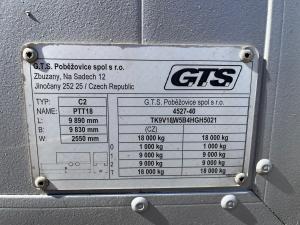 G.T.S. Poběžovice spol s r.o.
Zbuzany, Na Sadech 12
Jinočany 252 25 / Czech Republic
GTS
TYP: C2
NAME: PTT18
L: 9 890 mm
B: 9 830 mm
W: 2550 mm
G.T.S. Poběžovice spol s r.o.
4527-40
TK9V18W5B4HGH5021
(CZ)
18 000 kg 18 000 kg
0 1 000 kg 1 000 kg
1 9 000 kg 9 000 kg
2 9 000 kg 9 000 kg
T 18 000 kg 18 000 kg